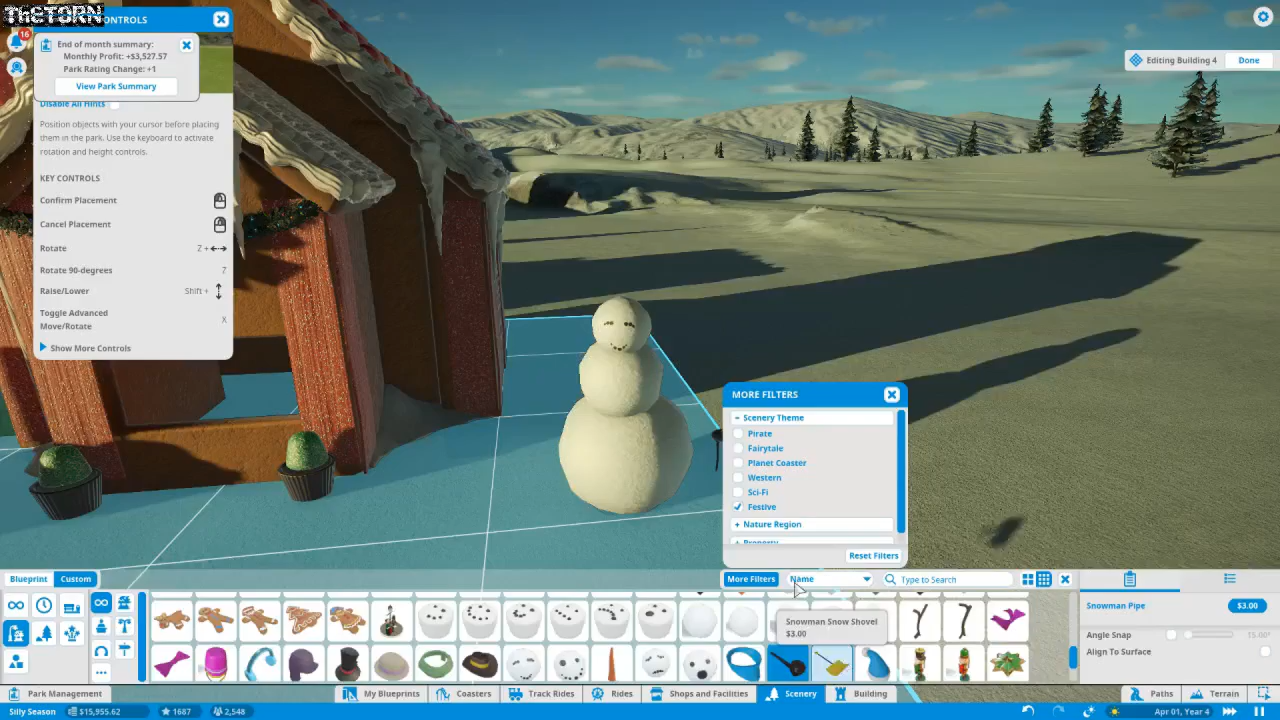 THETORN
CONTROLS
16
End of month summary:
Monthly Profit: +$3,527.57
Park Rating Change: +1
View Park Summary
Disable All Hints
Position objects with your cursor before placing
them in the park. Use the keyboard to activate
rotation and height controls.
KEY CONTROLS
Confirm Placement
Cancel Placement
Rotate Z +
Rotate 90-degrees Z
Raise/Lower Shift +
Toggle Advanced
Move/Rotate X
Show More Controls
Editing Building 4 Done
MORE FILTERS
- Scenery Theme
Pirate
Fairytale
Planet Coaster
Western
Sci-Fi
Festive
+ Nature Region
+ Property
Reset Filters
Blueprint Custom
More Filters Name Type to Search
Snowman Snow Shovel
$3.00
Snowman Pipe $3.00
Angle Snap 15.00°
Align To Surface
Park Management My Blueprints Coasters Track Rides Rides Shops and Facilities Scenery Building Paths Terrain
Silly Season $15,955.62 1687 2,548 Apr 01, Year 4